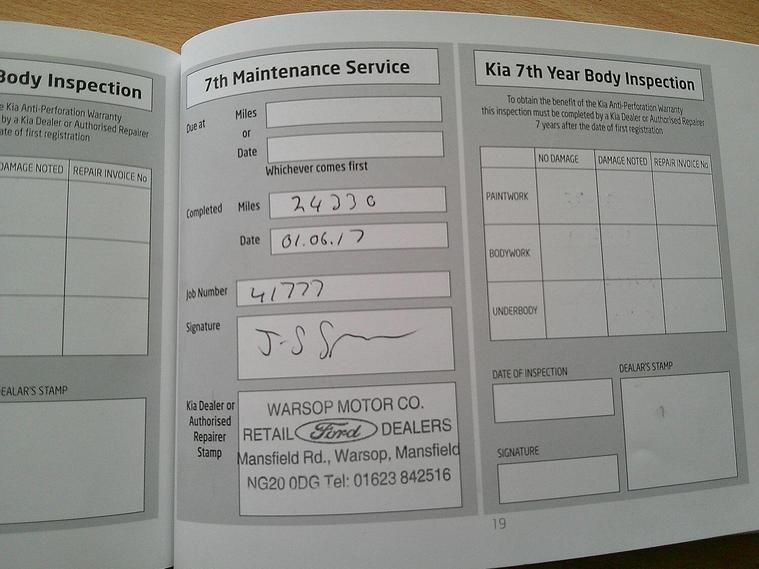 Body Inspection
e Kia Anti-Perforation Warranty
by a Kia Dealer or Authorised Repairer
ate of first registration
DAMAGE NOTED REPAIR INVOICE No
EALAR'S STAMP
7th Maintenance Service
Due at Miles
or
Date
Whichever comes first
Completed Miles 24330
Date 01.06.17
Job Number 41777
Signature
Kia Dealer or
Authorised
Repairer
Stamp
WARSOP MOTOR CO.
RETAIL Ford DEALERS
Mansfield Rd., Warsop, Mansfield
NG20 0DG Tel: 01623 842516
Kia 7th Year Body Inspection
To obtain the benefit of the Kia Anti-Perforation Warranty
this inspection must be completed by a Kia Dealer or Authorised Repairer
7 years after the date of first registration
NO DAMAGE DAMAGE NOTED REPAIR INVOICE No
PAINTWORK
BODYWORK
UNDERBODY
DATE OF INSPECTION
DEALAR'S STAMP
SIGNATURE
19